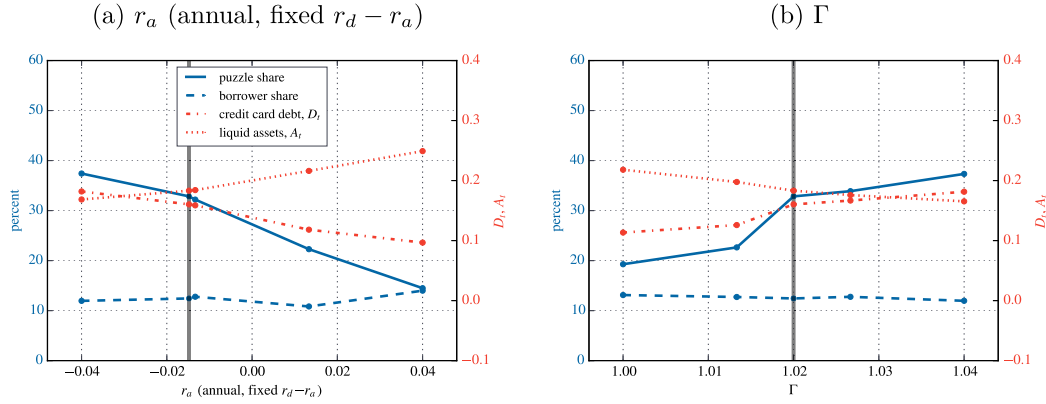 (a) r_a (annual, fixed r_d − r_a)
60
50
40
30
20
10
0
percent
puzzle share
borrower share
credit card debt, D_t
liquid assets, A_t
0.4
0.3
0.2
0.1
0.0
−0.1
D_t, A_t
−0.04 −0.02 0.00 0.02 0.04
r_a (annual, fixed r_d−r_a)
(b) Γ
60
50
40
30
20
10
0
percent
0.4
0.3
0.2
0.1
0.0
−0.1
D_t, A_t
1.00 1.01 1.02 1.03 1.04
Γ